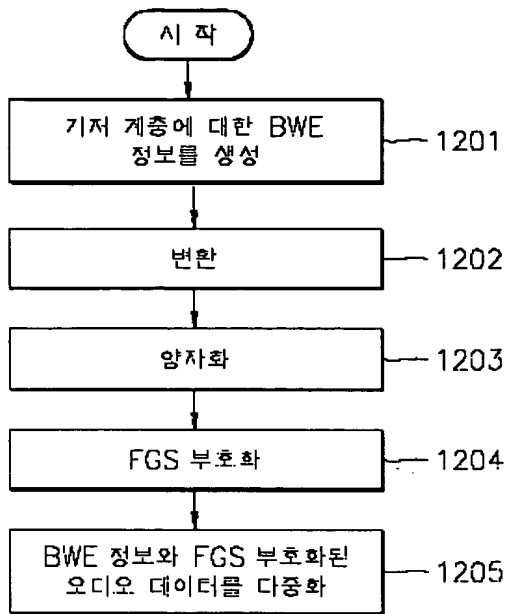 시 작
기저 계층에 대한 BWE
정보를 생성
1201
변환
1202
양자화
1203
FGS 부호화
1204
BWE 정보와 FGS 부호화된
오디오 데이터를 다중화
1205